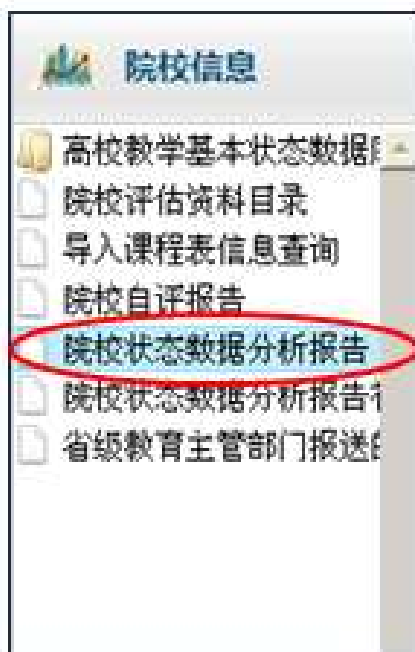 院校信息
高校教学基本状态数据
院校评估资料目录
导入课程表信息查询
院校自评报告
院校状态数据分析报告
院校状态数据分析报告
省级教育主管部门报送